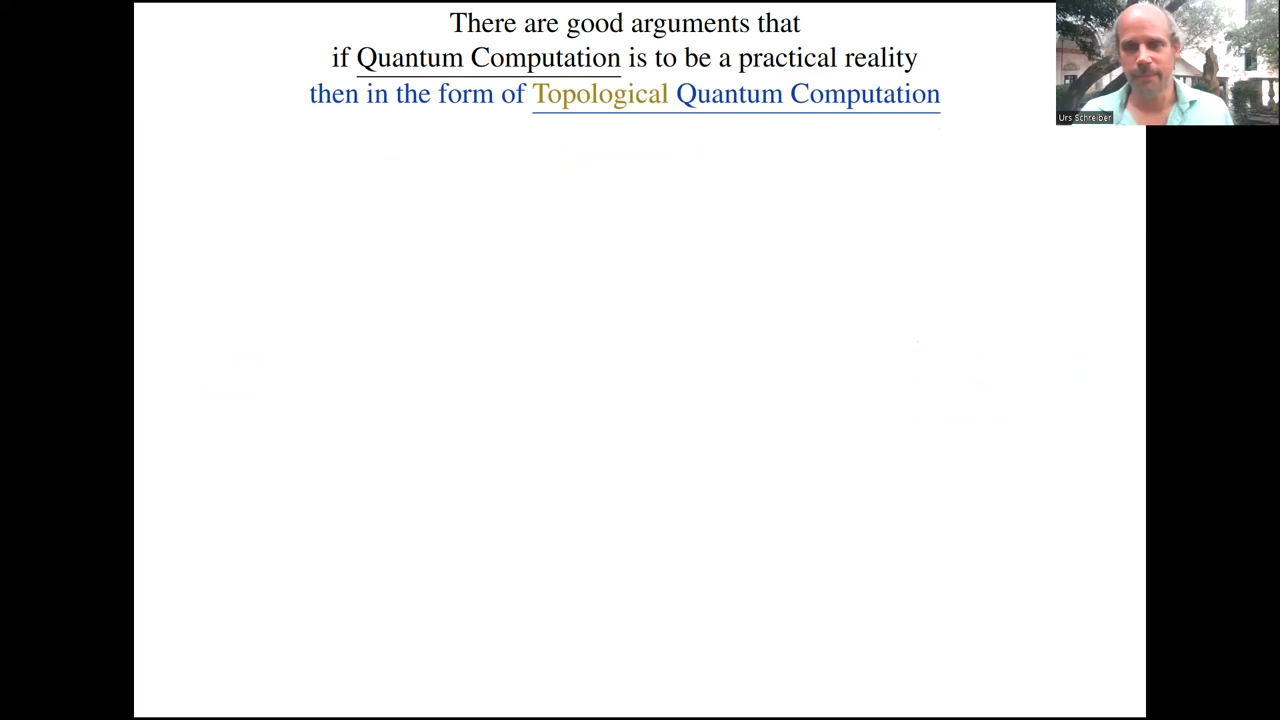 There are good arguments that
if Quantum Computation is to be a practical reality
then in the form of Topological Quantum Computation
Urs Schreiber